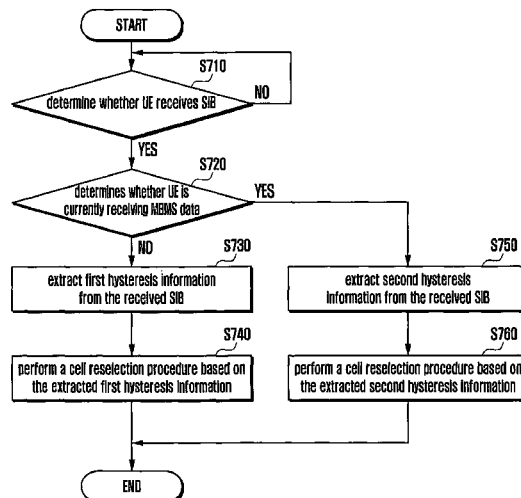 START
S710
determine whether UE receives SIB
NO
YES
S720
determines whether UE is
currently receiving MBMS data
YES
NO
S730
extract first hysteresis information
from the received SIB
S750
extract second hysteresis
information from the received SIB
S740
perform a cell reselection procedure based on
the extracted first hysteresis information
S760
perform a cell reselection procedure based on
the extracted second hysteresis information
END